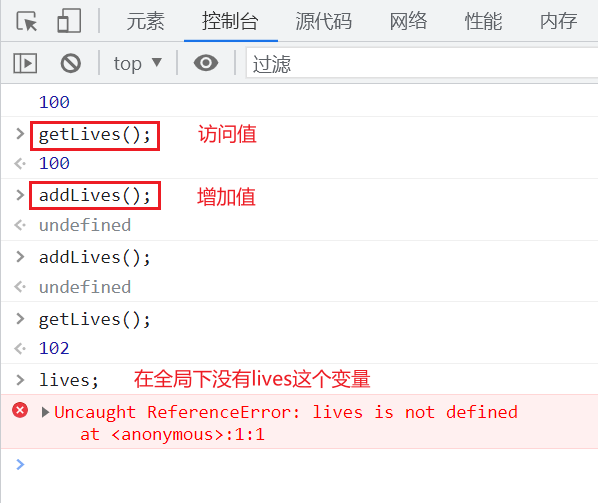 元素 控制台 源代码 网络 性能 内存
top 过滤
100
getLives(); 访问值
100
addLives(); 增加值
undefined
addLives();
undefined
getLives();
102
lives; 在全局下没有lives这个变量
Uncaught ReferenceError: lives is not defined
at <anonymous>:1:1